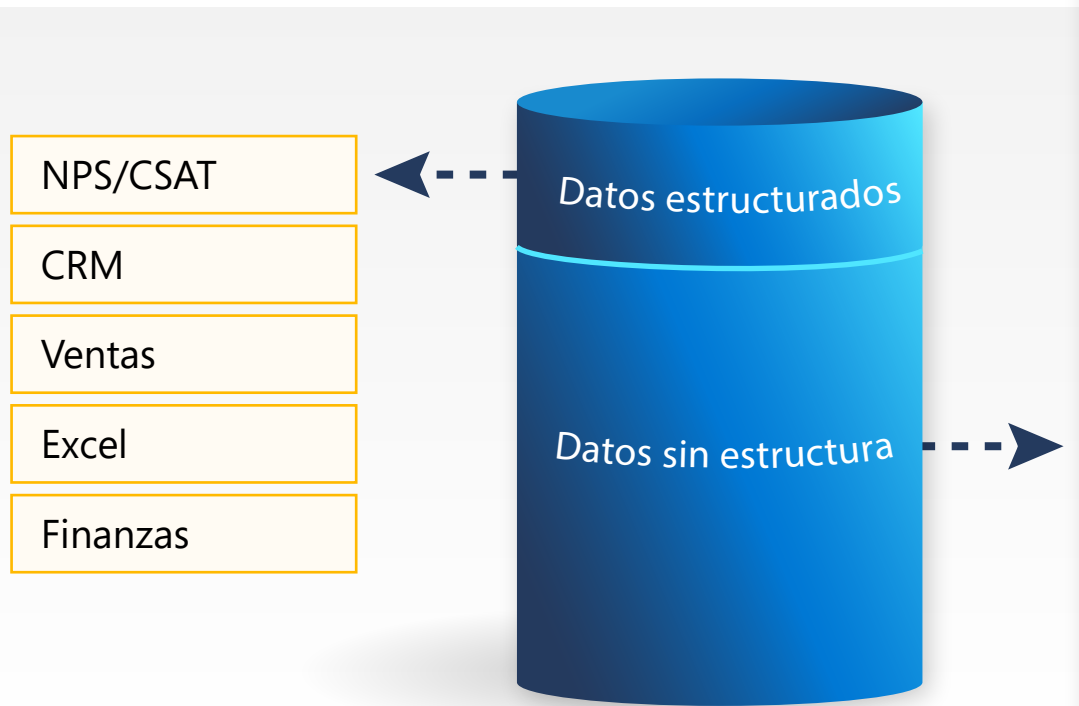 NPS/CSAT
CRM
Ventas
Excel
Finanzas
Datos estructurados
Datos sin estructura